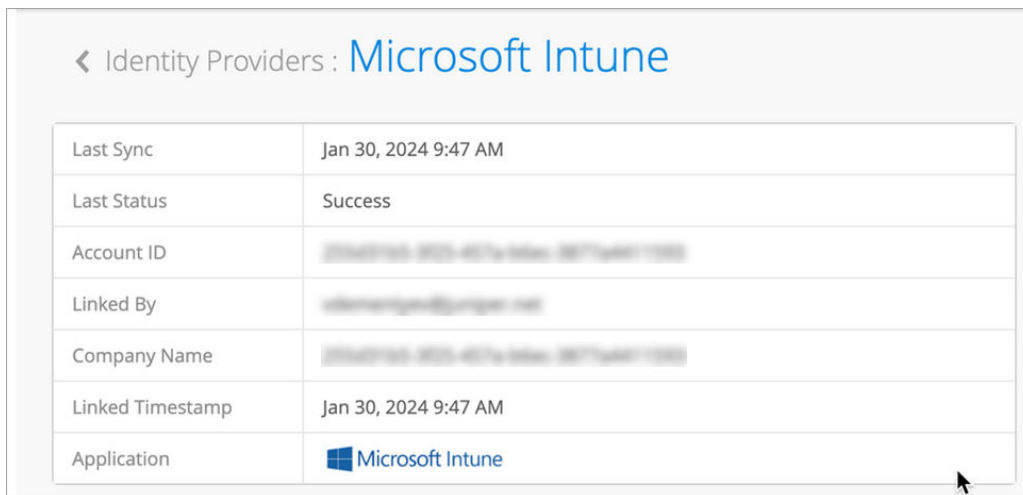 Identity Providers : Microsoft Intune
Last Sync Jan 30, 2024 9:47 AM
Last Status Success
Account ID
Linked By
Company Name
Linked Timestamp Jan 30, 2024 9:47 AM
Application Microsoft Intune